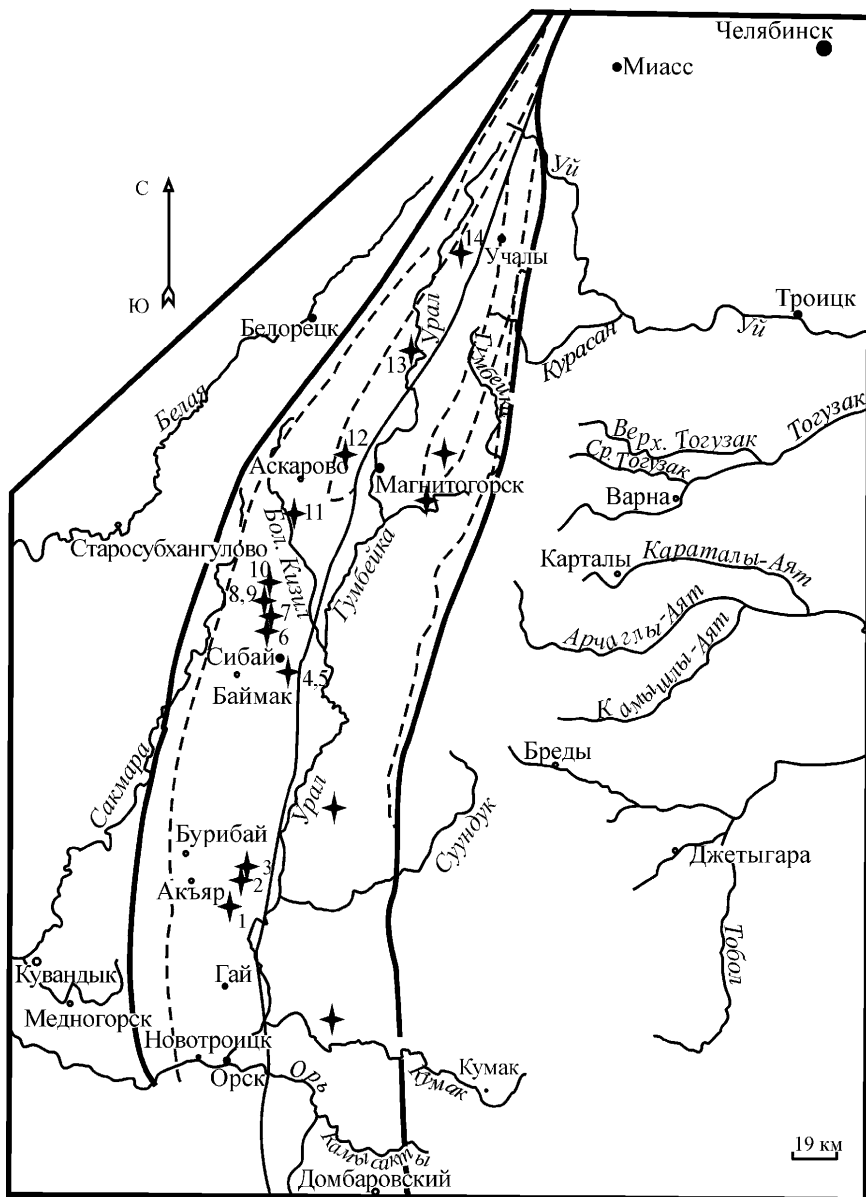 Челябинск
Миасс
С
Уй
14
Учалы
Ю
Троицк
Белорецк
Урал
Уй
Гумбейка
Курасан
13
Белая
Верх. Тогузак
Тогузак
12
Ср. Тогузак
Аскарово
Магнитогорск
Варна
11
Старосубхангулово
Бол. Кизил
Гумбейка
Карталы
Караталы-Аят
10
8,9
7
Арчаглы-Аят
6
Сибай
4,5
Баймак
Камышлы-Аят
Бреды
Сакмара
Урал
Бурибай
Суундук
Джетыгара
3
Акъяр
2
1
Тобол
Кувандык
Гай
Медногорск
Новотроицк
Орск
Орь
Кумак
Кумак
Камысакты
19 км
Домбаровский